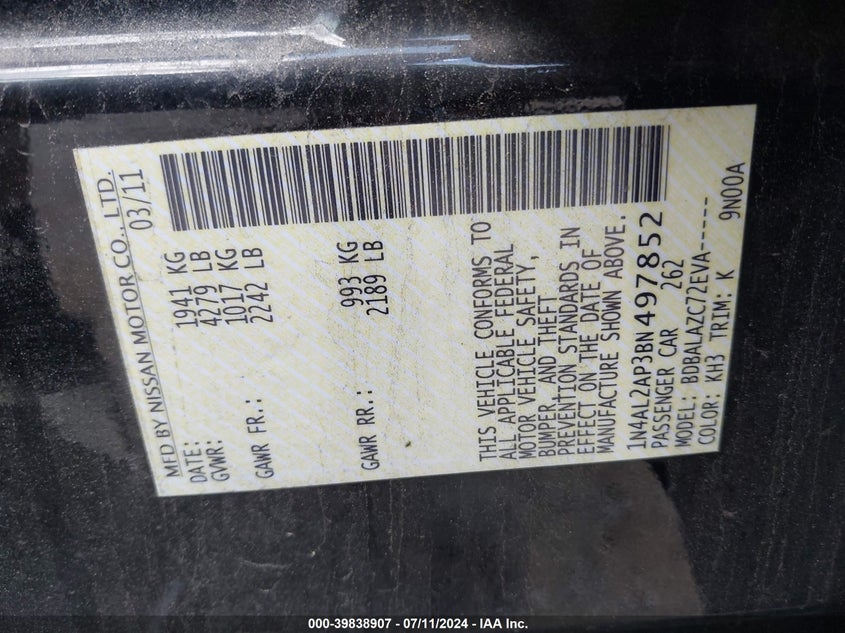 MFD BY NISSAN MOTOR CO., LTD.
DATE: 03/11
GVWR: 1941 KG
4279 LB
GAWR FR.: 1017 KG
2242 LB
GAWR RR.: 993 KG
2189 LB
THIS VEHICLE CONFORMS TO
ALL APPLICABLE FEDERAL
MOTOR VEHICLE SAFETY,
BUMPER, AND THEFT
PREVENTION STANDARDS IN
EFFECT ON THE DATE OF
MANUFACTURE SHOWN ABOVE.
1N4AL2AP3BN497852
PASSENGER CAR 262
MODEL: BDBALAZC72EVA-----
COLOR: KH3 TRIM: K 9N00A
000-39838907 - 07/11/2024 - IAA Inc.